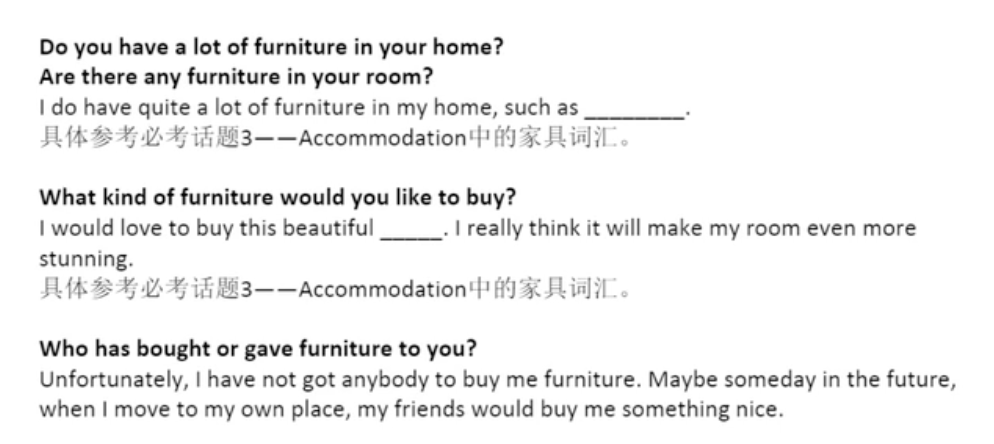 Do you have a lot of furniture in your home?
Are there any furniture in your room?
I do have quite a lot of furniture in my home, such as _________.
具体参考必考话题3——Accommodation中的家具词汇。
What kind of furniture would you like to buy?
I would love to buy this beautiful _____. I really think it will make my room even more
stunning.
具体参考必考话题3——Accommodation中的家具词汇。
Who has bought or gave furniture to you?
Unfortunately, I have not got anybody to buy me furniture. Maybe someday in the future,
when I move to my own place, my friends would buy me something nice.